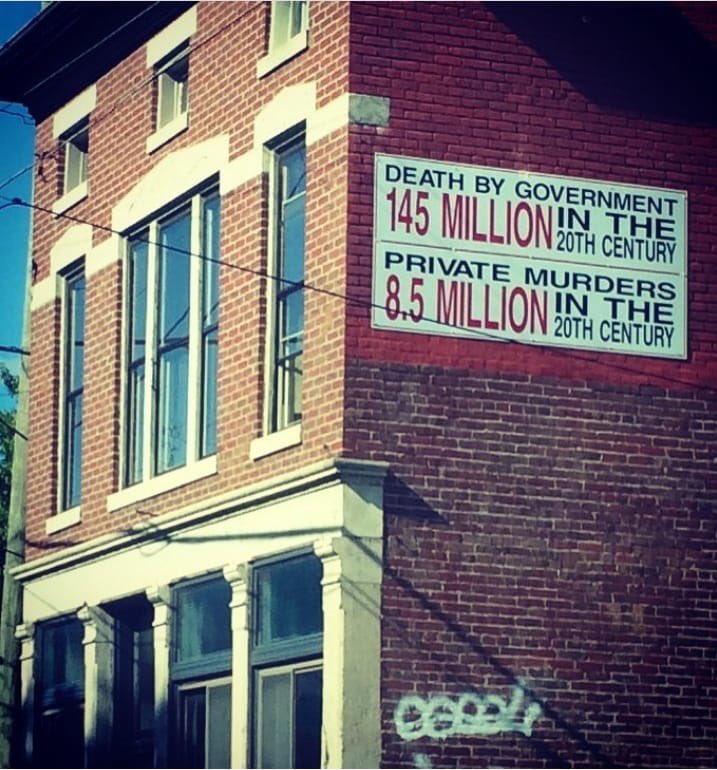 DEATH BY GOVERNMENT
145 MILLION IN THE
20TH CENTURY
PRIVATE MURDERS
8.5 MILLION IN THE
20TH CENTURY